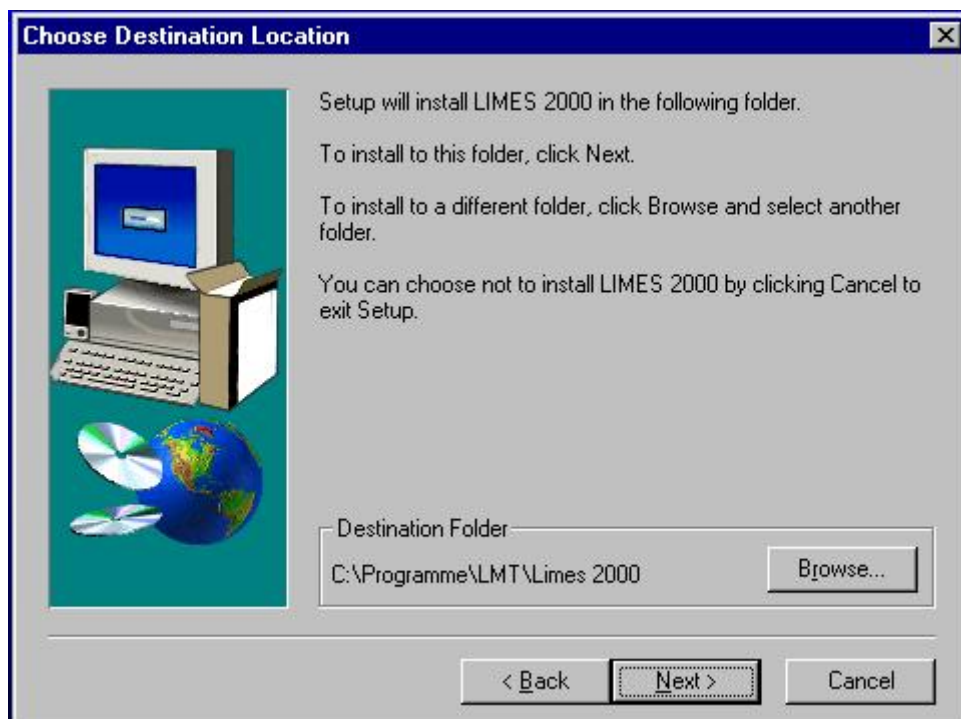 Choose Destination Location
Setup will install LIMES 2000 in the following folder.
To install to this folder, click Next.
To install to a different folder, click Browse and select another
folder.
You can choose not to install LIMES 2000 by clicking Cancel to
exit Setup.
Destination Folder
C:\Programme\LMT\Limes 2000
Browse...
< Back
Next >
Cancel